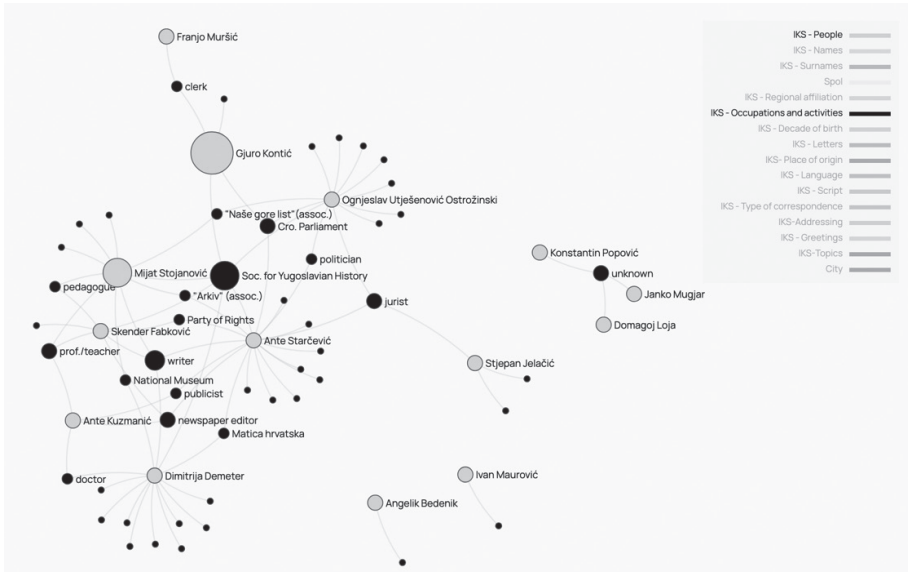 Franjo Muršić
clerk
Gjuro Kontić
Ognjeslav Utješenović Ostrožinski
"Naše gore list"(assoc.)
Cro. Parliament
politician
Mijat Stojanović
Soc. for Yugoslavian History
pedagogue
"Arkiv" (assoc.)
jurist
Party of Rights
Skender Fabković
Ante Starčević
prof./teacher
writer
National Museum
publicist
Ante Kuzmanić
newspaper editor
Matica hrvatska
doctor
Dimitrija Demeter
Stjepan Jelačić
Ivan Maurović
Angelik Bedenik
Konstantin Popović
unknown
Janko Mugjar
Domagoj Loja
IKS - People
IKS - Names
IKS - Surnames
Spol
IKS - Regional affiliation
IKS - Occupations and activities
IKS - Decade of birth
IKS - Letters
IKS- Place of origin
IKS - Language
IKS - Script
IKS - Type of correspondence
IKS-Addressing
IKS - Greetings
IKS-Topics
City